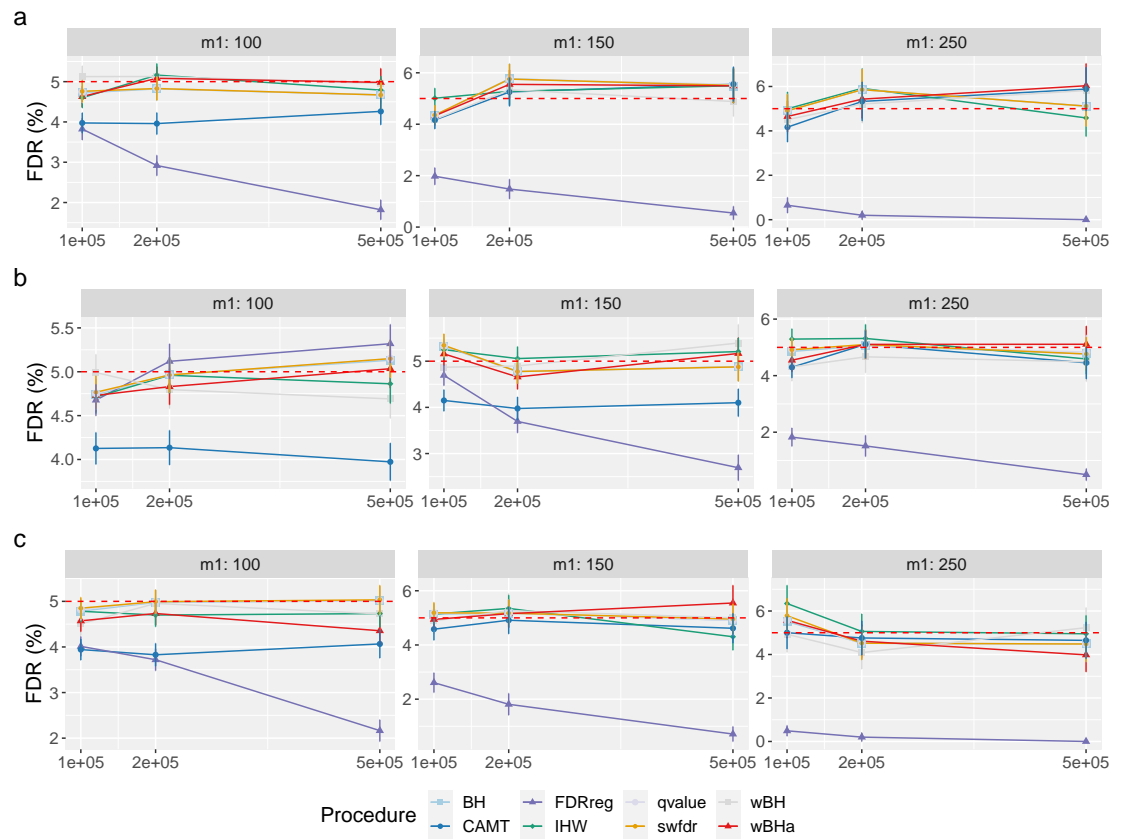 a
m1: 100
m1: 150
m1: 250
FDR (%)
5
4
3
2
6
4
2
0
6
4
2
0
1e+05
2e+05
5e+05
1e+05
2e+05
5e+05
1e+05
2e+05
5e+05
b
m1: 100
m1: 150
m1: 250
FDR (%)
5.5
5.0
4.5
4.0
5
4
3
6
4
2
1e+05
2e+05
5e+05
1e+05
2e+05
5e+05
1e+05
2e+05
5e+05
c
m1: 100
m1: 150
m1: 250
FDR (%)
5
4
3
2
6
4
2
6
4
2
0
1e+05
2e+05
5e+05
1e+05
2e+05
5e+05
1e+05
2e+05
5e+05
Procedure
BH
FDRreg
qvalue
wBH
CAMT
IHW
swfdr
wBHa